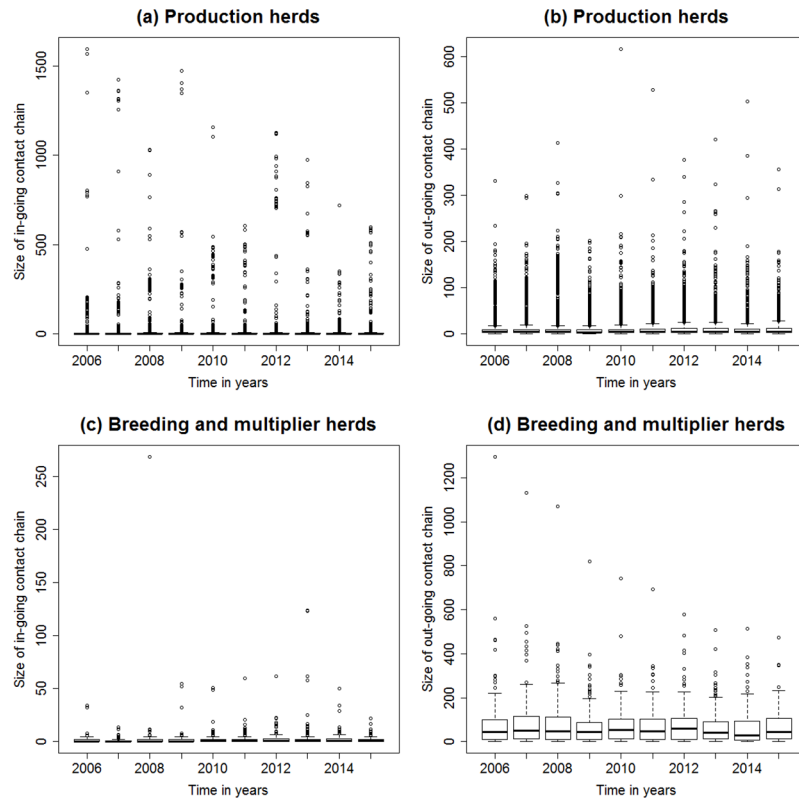 (a) Production herds
Size of in-going contact chain
1500
1000
500
0
2006 2008 2010 2012 2014
Time in years
(b) Production herds
Size of out-going contact chain
600
500
400
300
200
100
0
2006 2008 2010 2012 2014
Time in years
(c) Breeding and multiplier herds
Size of in-going contact chain
250
200
150
100
50
0
2006 2008 2010 2012 2014
Time in years
(d) Breeding and multiplier herds
Size of out-going contact chain
1200
1000
800
600
400
200
0
2006 2008 2010 2012 2014
Time in years